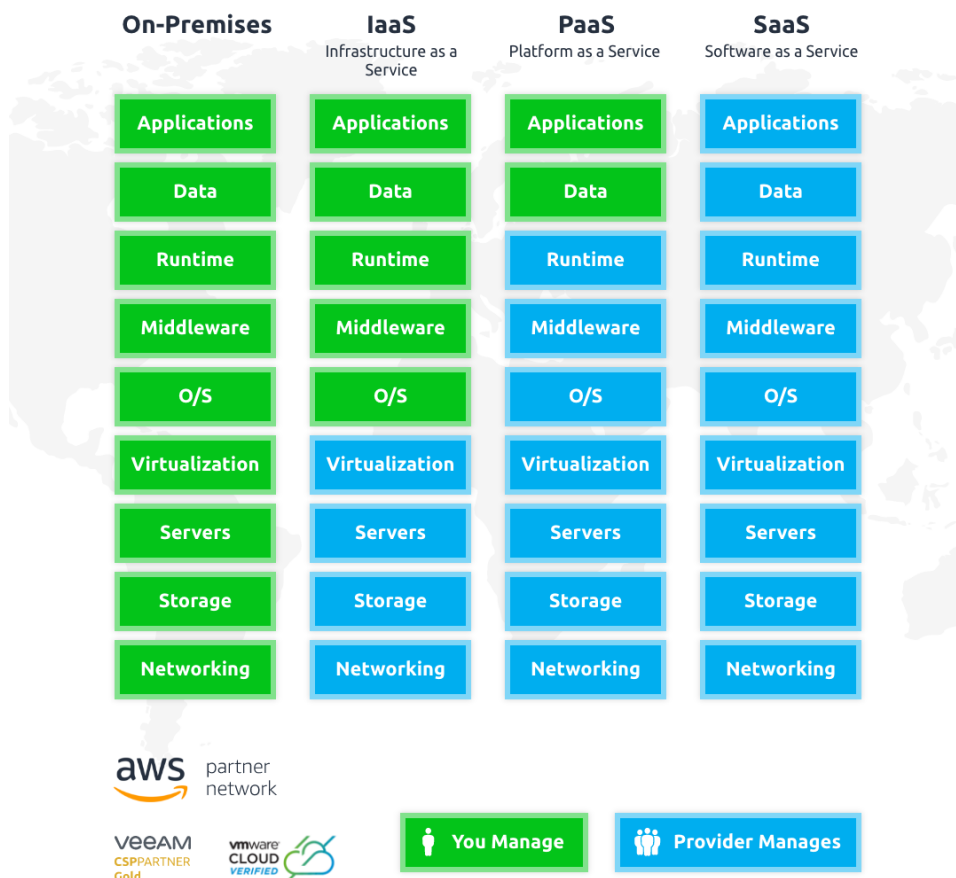 On-Premises
IaaS
Infrastructure as a
Service
PaaS
Platform as a Service
SaaS
Software as a Service
Applications
Applications
Applications
Applications
Data
Data
Data
Data
Runtime
Runtime
Runtime
Runtime
Middleware
Middleware
Middleware
Middleware
O/S
O/S
O/S
O/S
Virtualization
Virtualization
Virtualization
Virtualization
Servers
Servers
Servers
Servers
Storage
Storage
Storage
Storage
Networking
Networking
Networking
Networking
aws
partner
network
veeAM
CSPPARTNER
Gold
vmware
CLOUD
VERIFIED
You Manage
Provider Manages